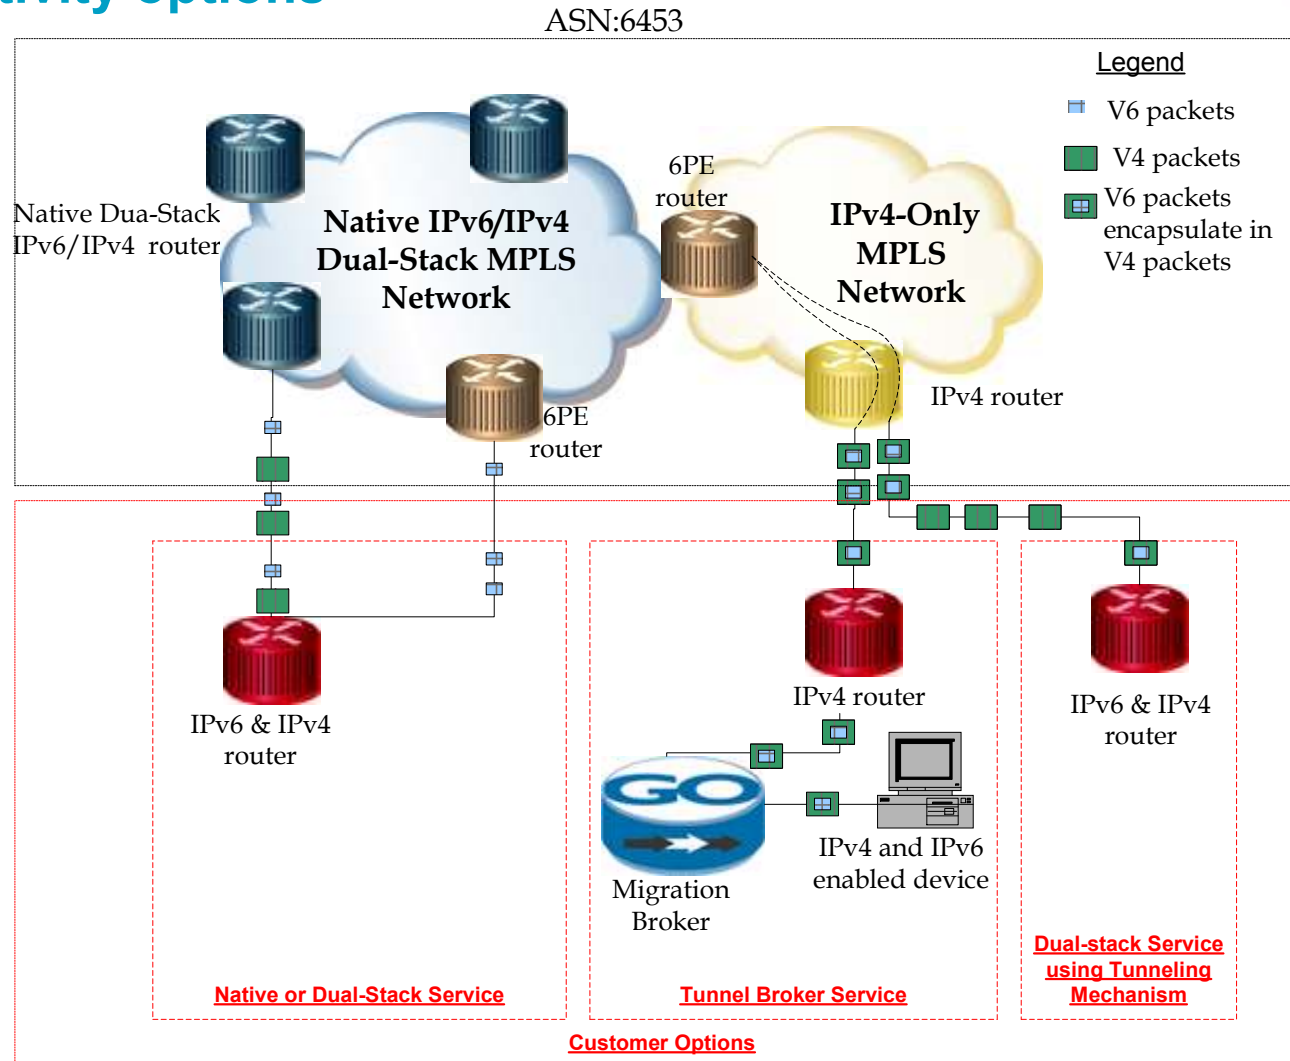 tivity options
ASN:6453
Legend
V6 packets
V4 packets
V6 packets
encapsulate in
V4 packets
Native Dua-Stack
IPv6/IPv4 router
Native IPv6/IPv4
Dual-Stack MPLS
Network
6PE
router
IPv4-Only
MPLS
Network
6PE
router
IPv4 router
IPv6 & IPv4
router
IPv4 router
IPv6 & IPv4
router
GO
IPv4 and IPv6
enabled device
Migration
Broker
Native or Dual-Stack Service
Tunnel Broker Service
Dual-stack Service
using Tunneling
Mechanism
Customer Options